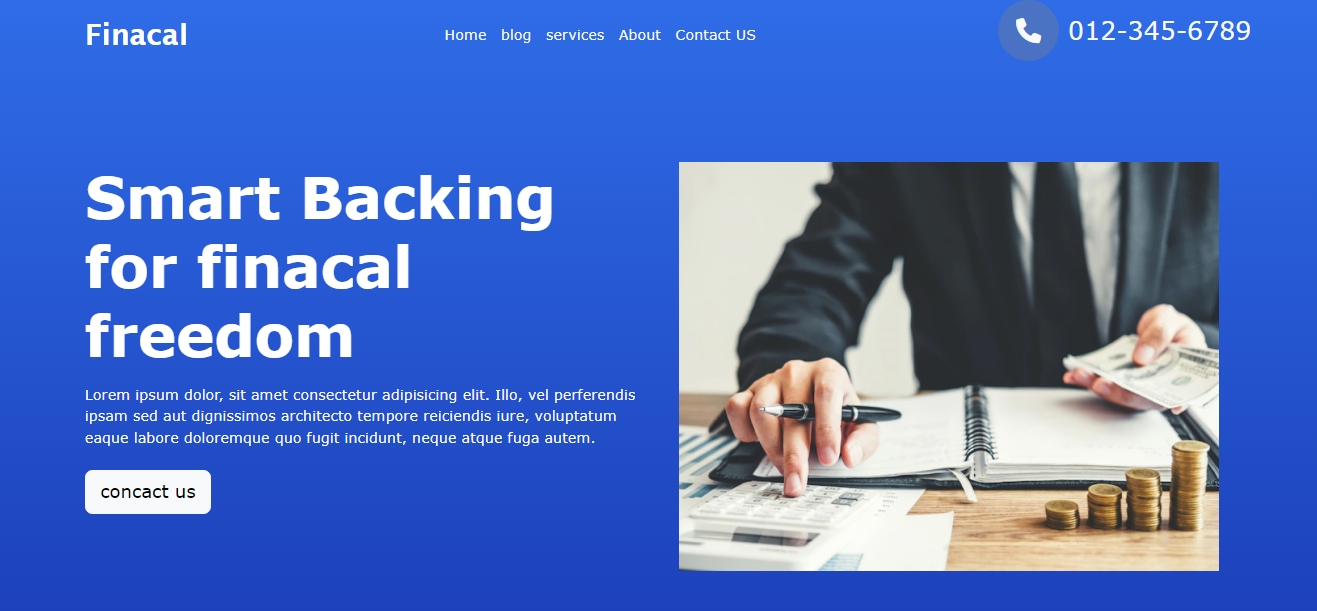 Finacal
Home blog services About Contact US
012-345-6789
Smart Backing
for finacal
freedom
Lorem ipsum dolor, sit amet consectetur adipisicing elit. Illo, vel perferendis
ipsam sed aut dignissimos architecto tempore reiciendis iure, voluptatum
eaque labore doloremque quo fugit incidunt, neque atque fuga autem.
concact us